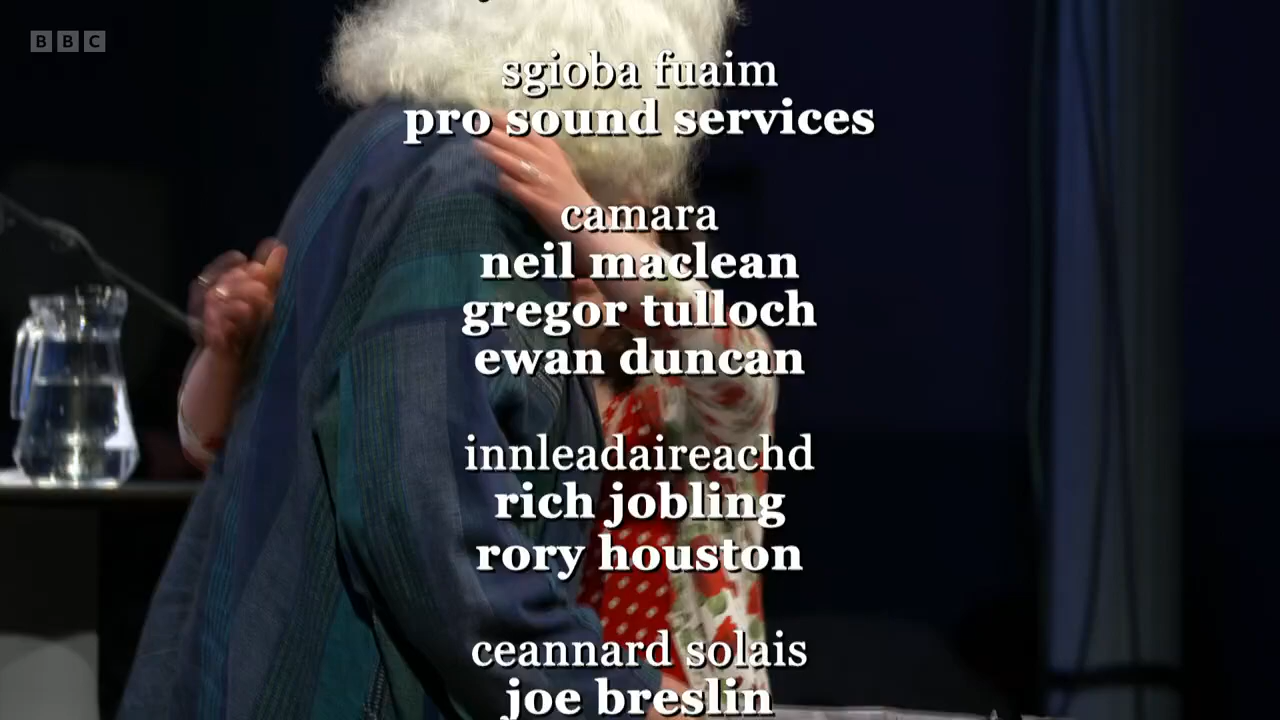 BBC
sgioba fuaim
pro sound services
camara
neil maclean
gregor tulloch
ewan duncan
innleadaireachd
rich jobling
rory houston
ceannard solais
joe breslin